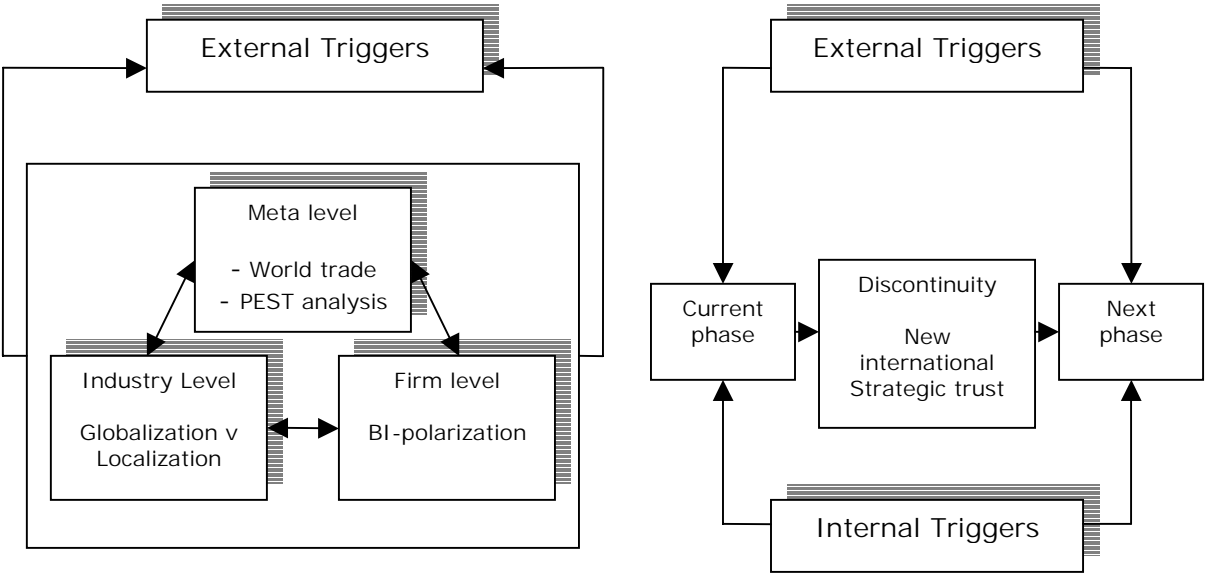 External Triggers
Meta level
- World trade
- PEST analysis
Industry Level
Globalization v
Localization
Firm level
BI-polarization
External Triggers
Current
phase
Discontinuity
New
international
Strategic trust
Next
phase
Internal Triggers